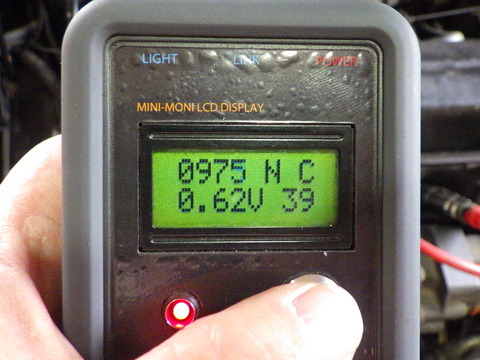 LIGHT LINK POWER
MINI-MONI LCD DISPLAY
0975 N C
0.62V 39